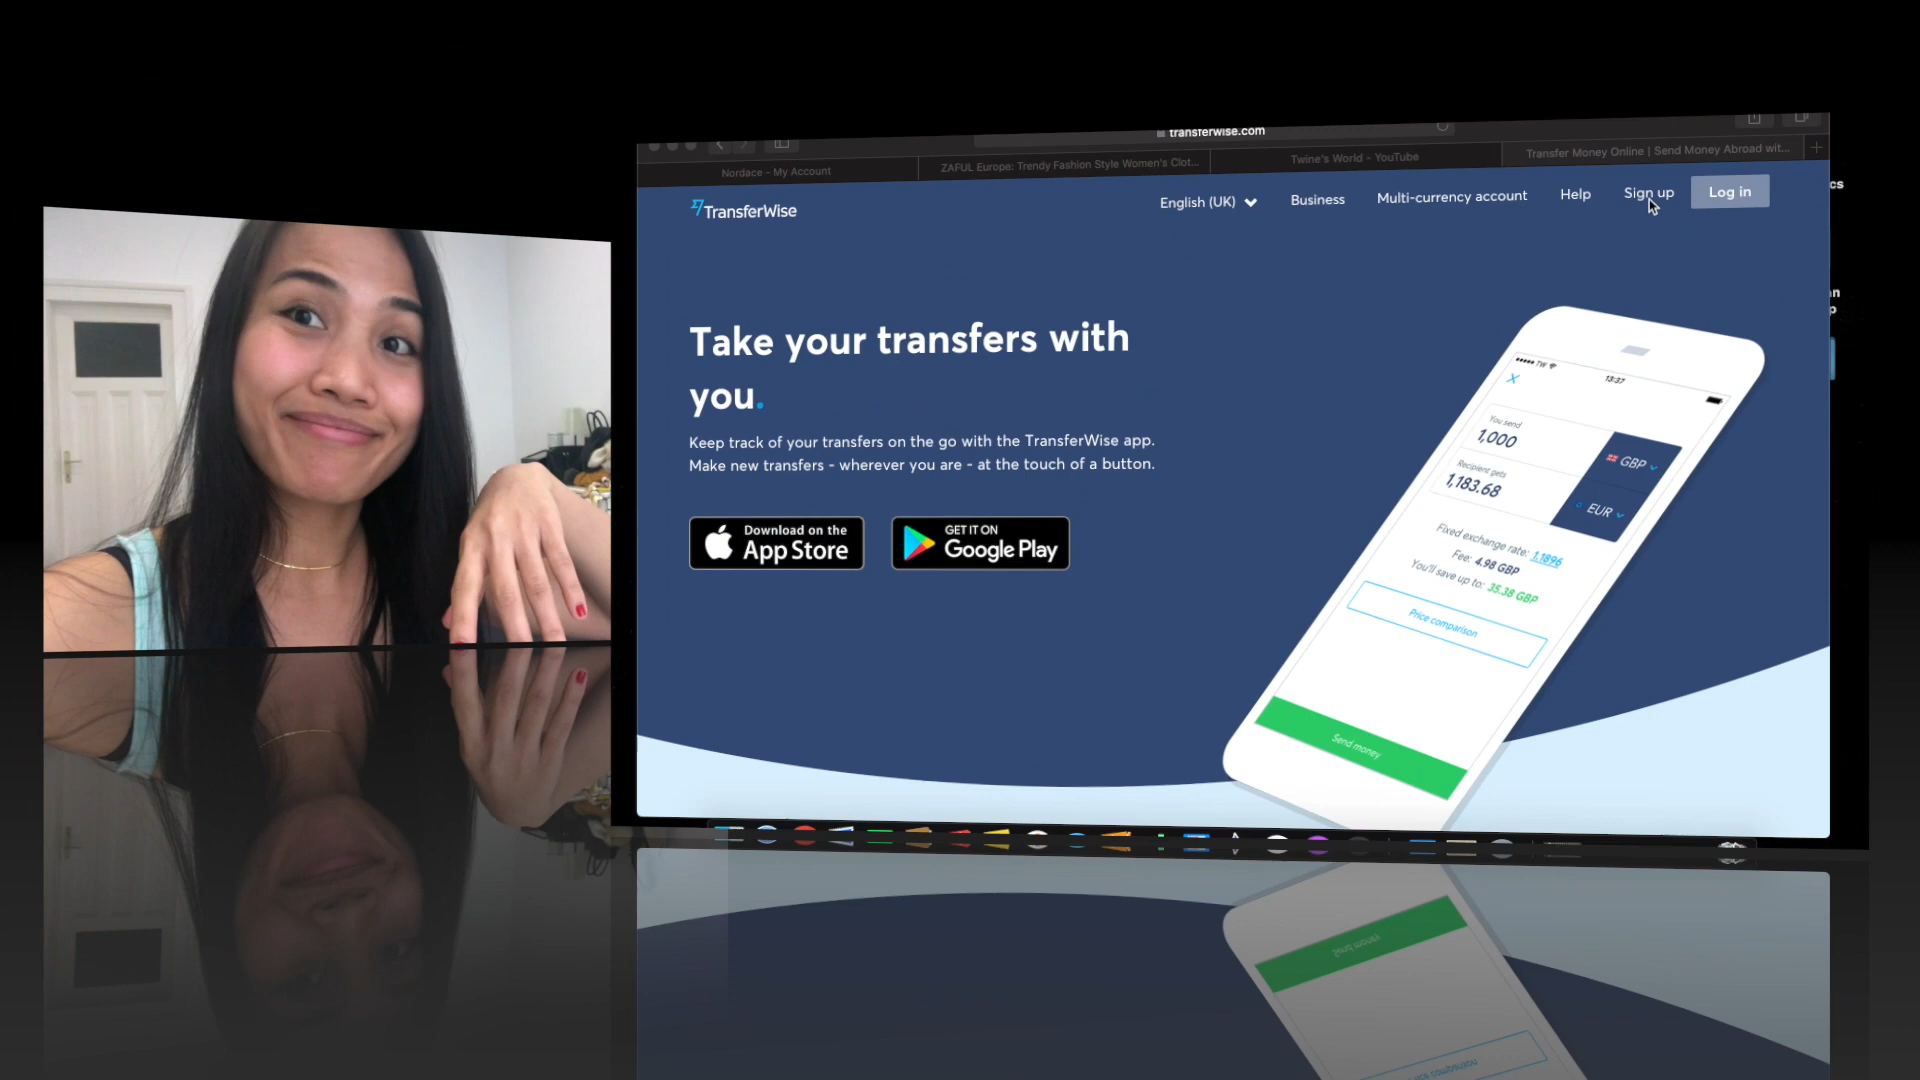 transferwise.com
Nordace - My Account
ZAFUL Europe: Trendy Fashion Style Women's Clot...
Twine's World - YouTube
Transfer Money Online | Send Money Abroad wit...
TransferWise
English (UK)
Business
Multi-currency account
Help
Sign up
Log in
Take your transfers with
you.
Keep track of your transfers on the go with the TransferWise app.
Make new transfers - wherever you are - at the touch of a button.
Download on the
App Store
GET IT ON
Google Play
TW
13:37
You send
1,000
GBP
Recipient gets
1,183.68
EUR
Fixed exchange rate: 1.1896
Fee: 4.98 GBP
You'll save up to: 35.38 GBP
Price comparison
Send money